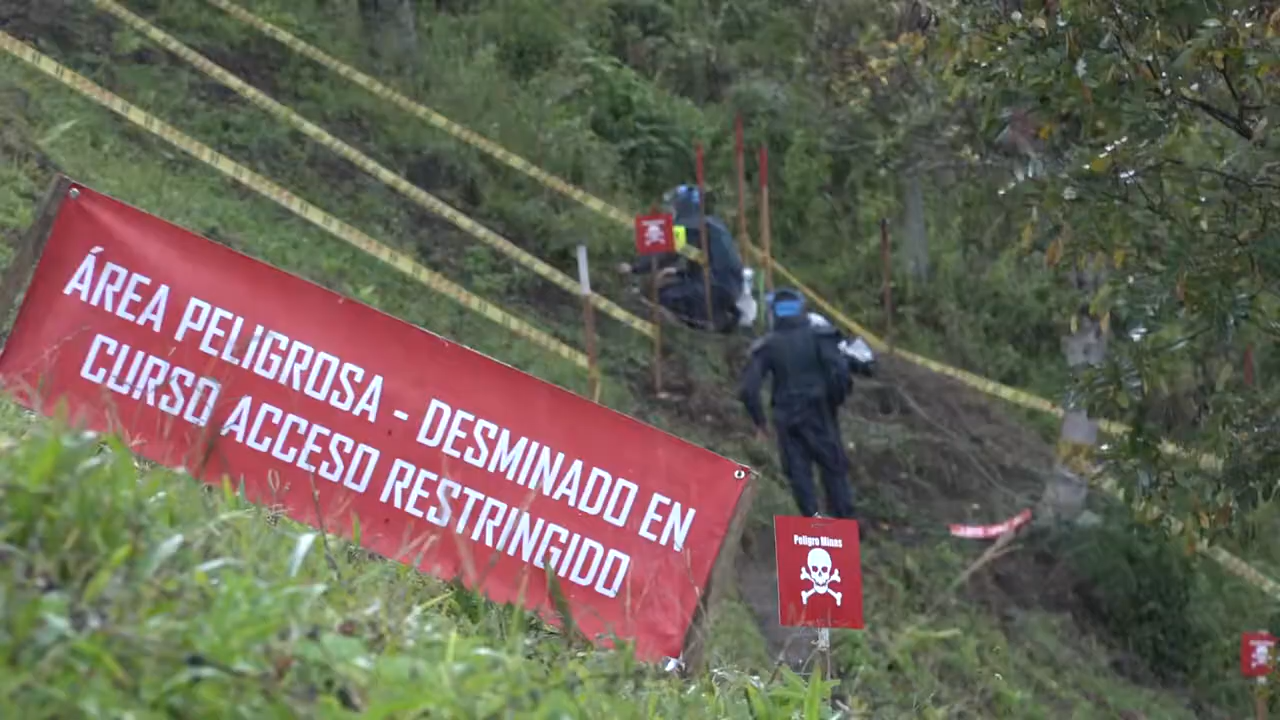 ÁREA PELIGROSA - DESMINADO EN
CURSO ACCESO RESTRINGIDO
Peligro Minas